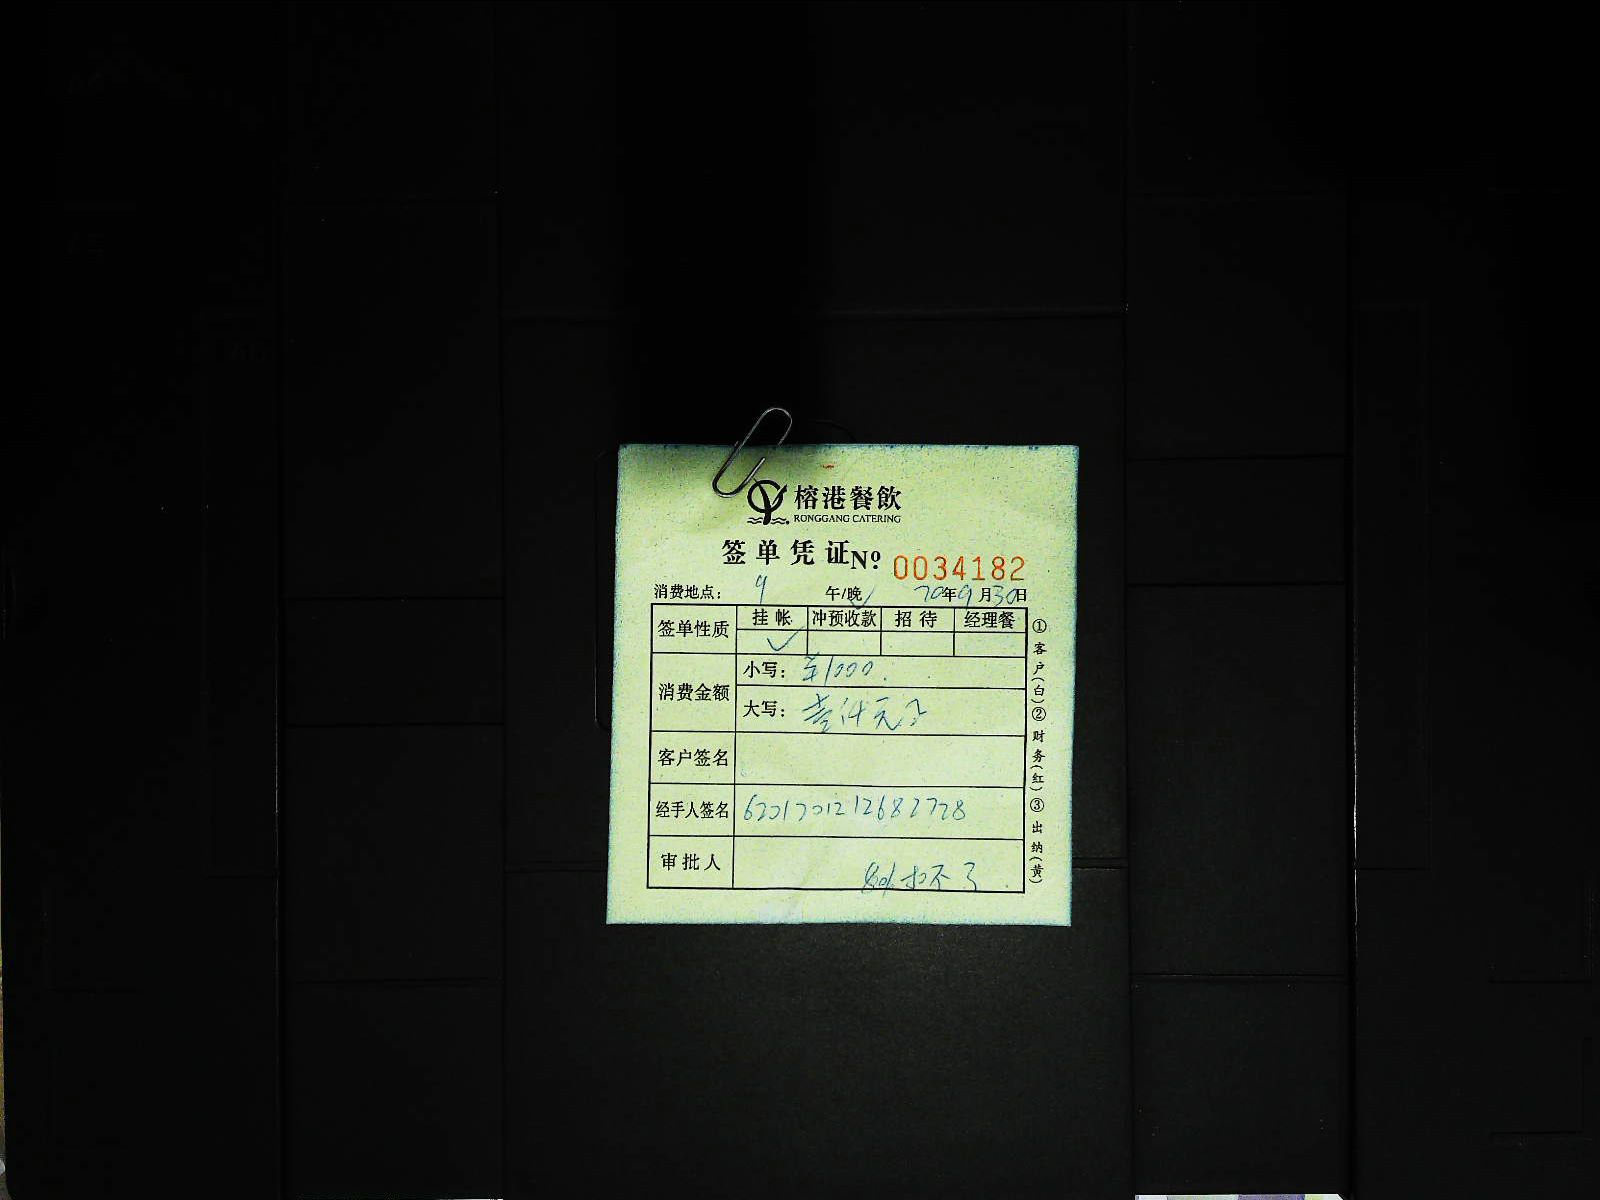 榕港餐飲
RONGGANG CATERING
签单凭证 Nº 0034182
消费地点: 9 午/晚✓ 20年9月30日
签单性质 挂帐 冲预收款 招待 经理餐
✓
消费金额 小写: ¥1000.
大写: 壹仟元
客户签名
经手人签名 6201701212682728
审批人
①客户(白)②财务(红)③出纳(黄)